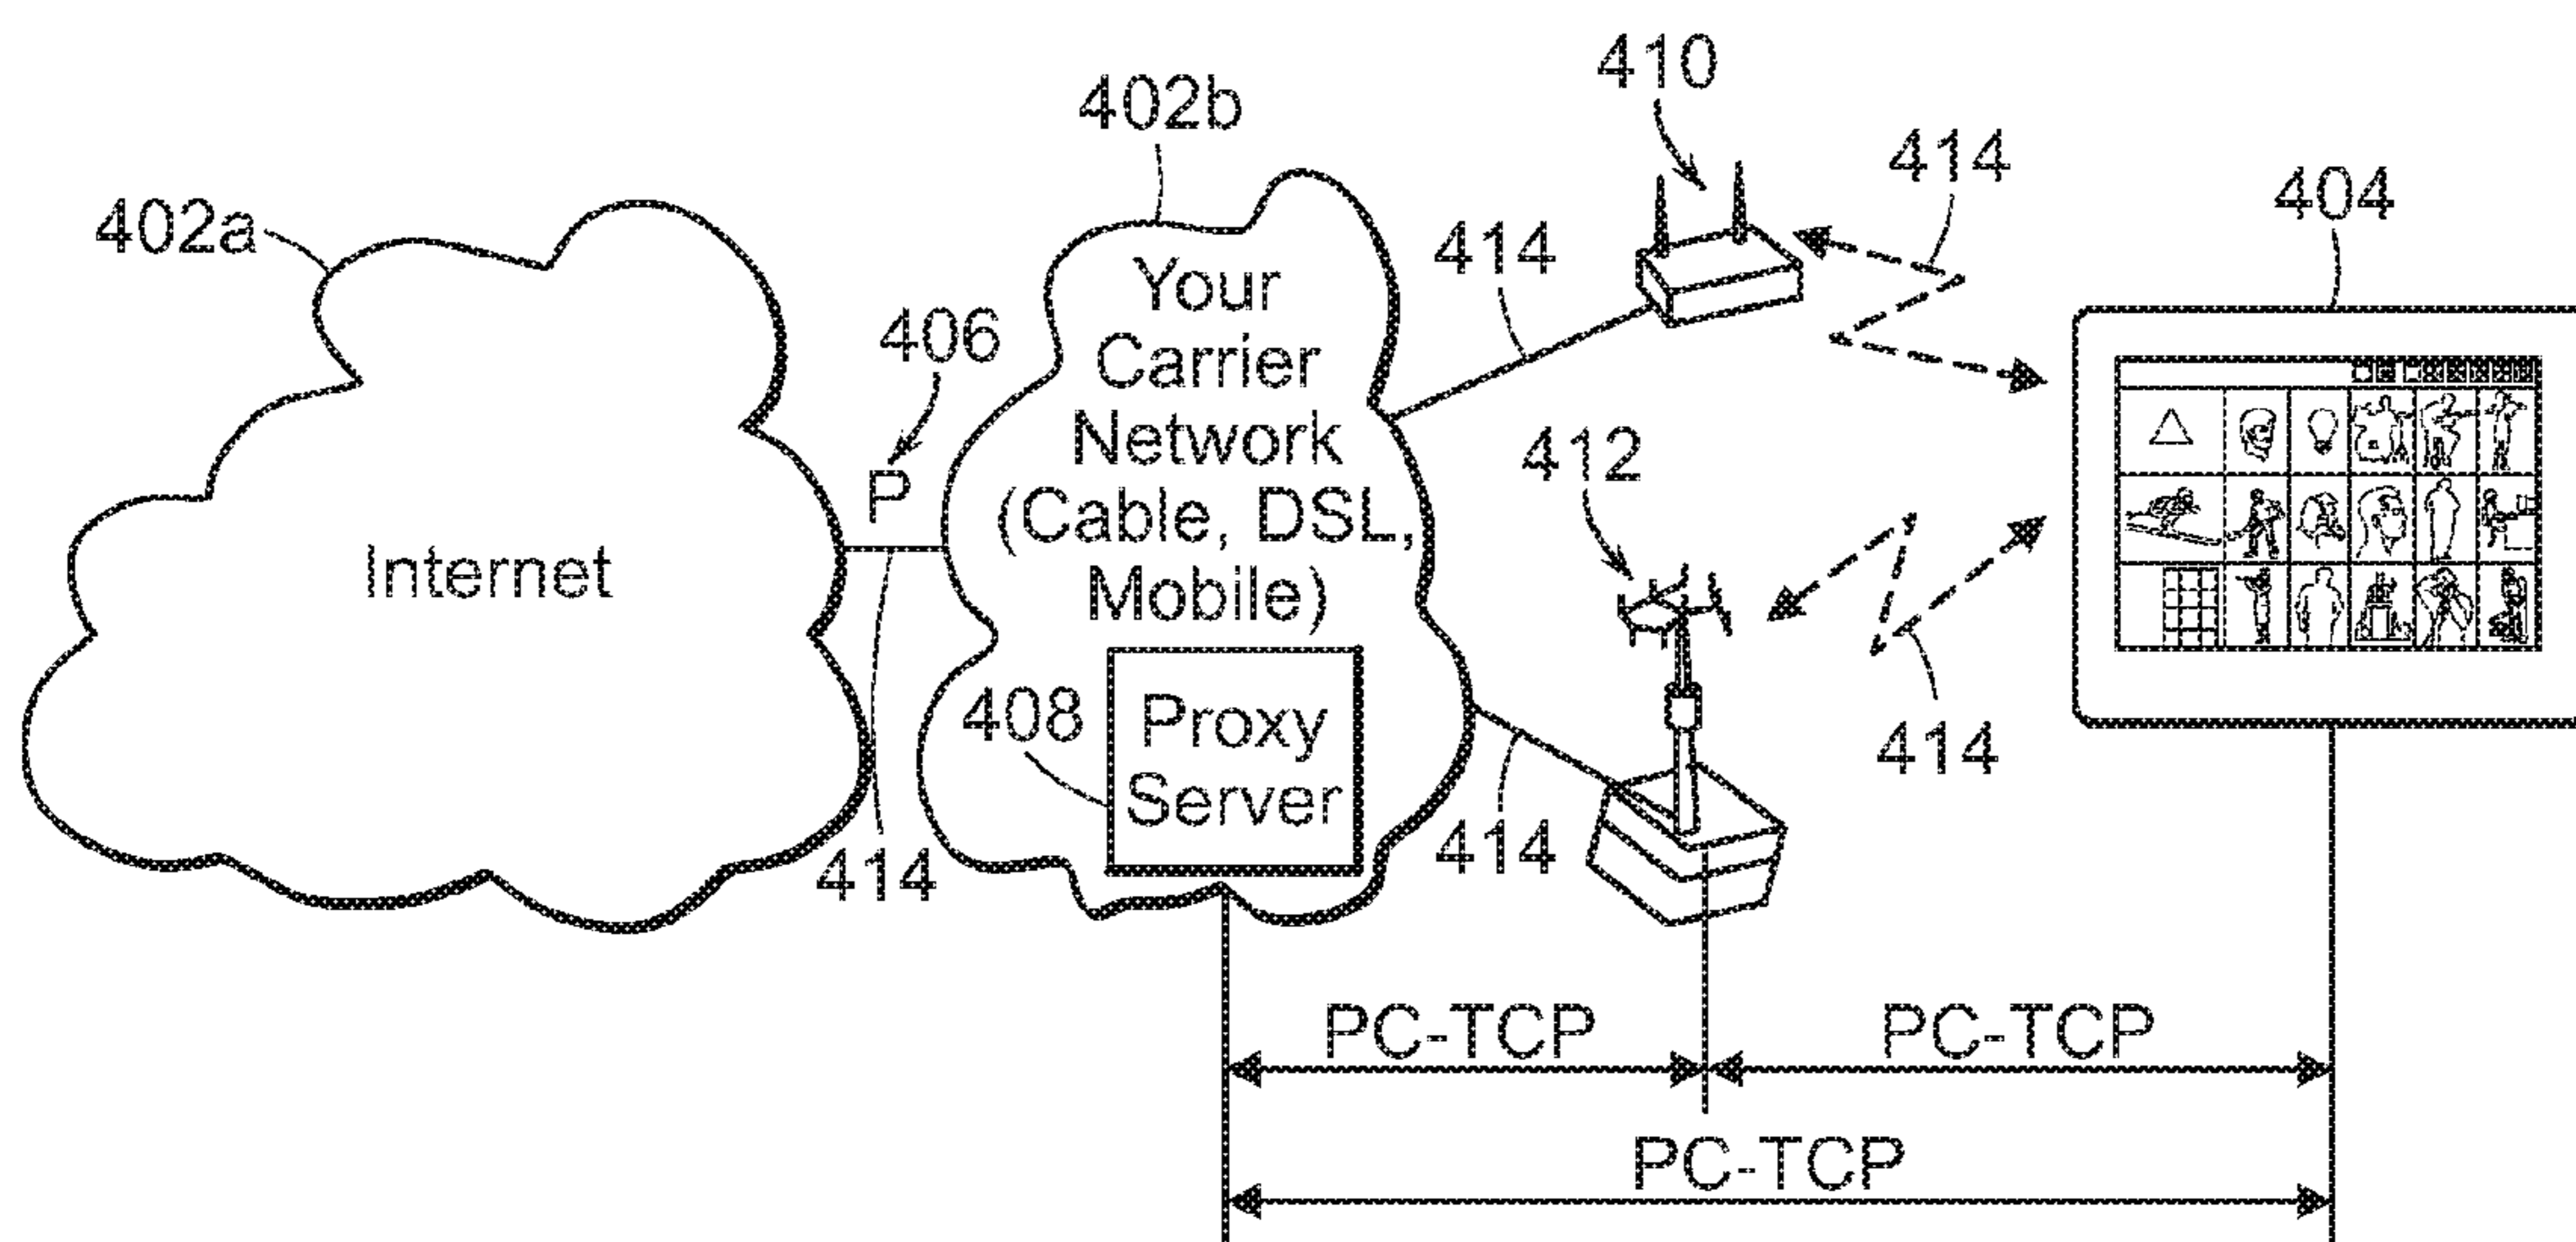 410
402b
414
404
402a
414
406
P
Your
Carrier
Network
(Cable, DSL,
Mobile)
412
Internet
408
Proxy
Server
414
414
414
PC-TCP
PC-TCP
PC-TCP